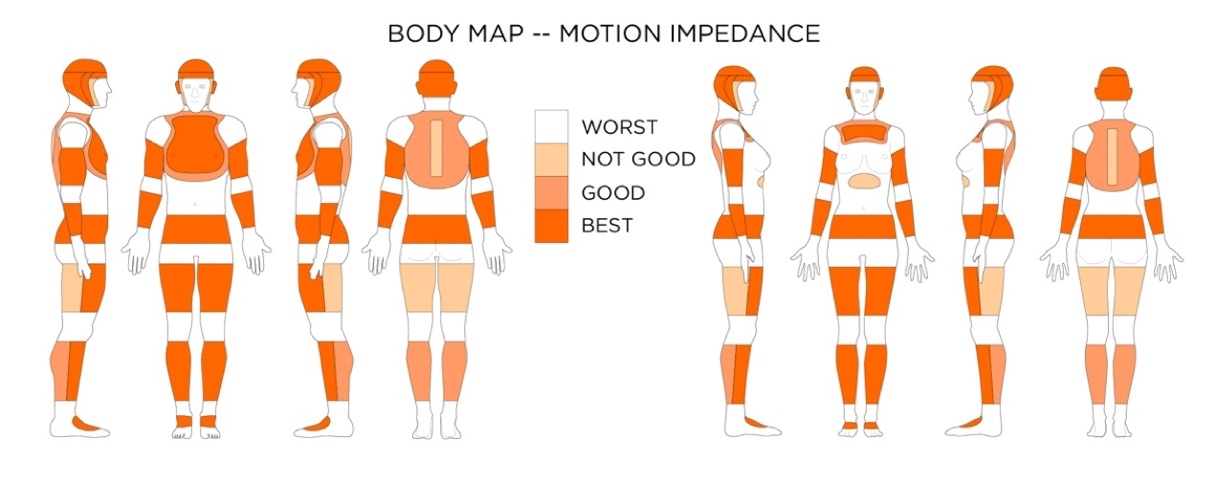 BODY MAP -- MOTION IMPEDANCE
WORST
NOT GOOD
GOOD
BEST